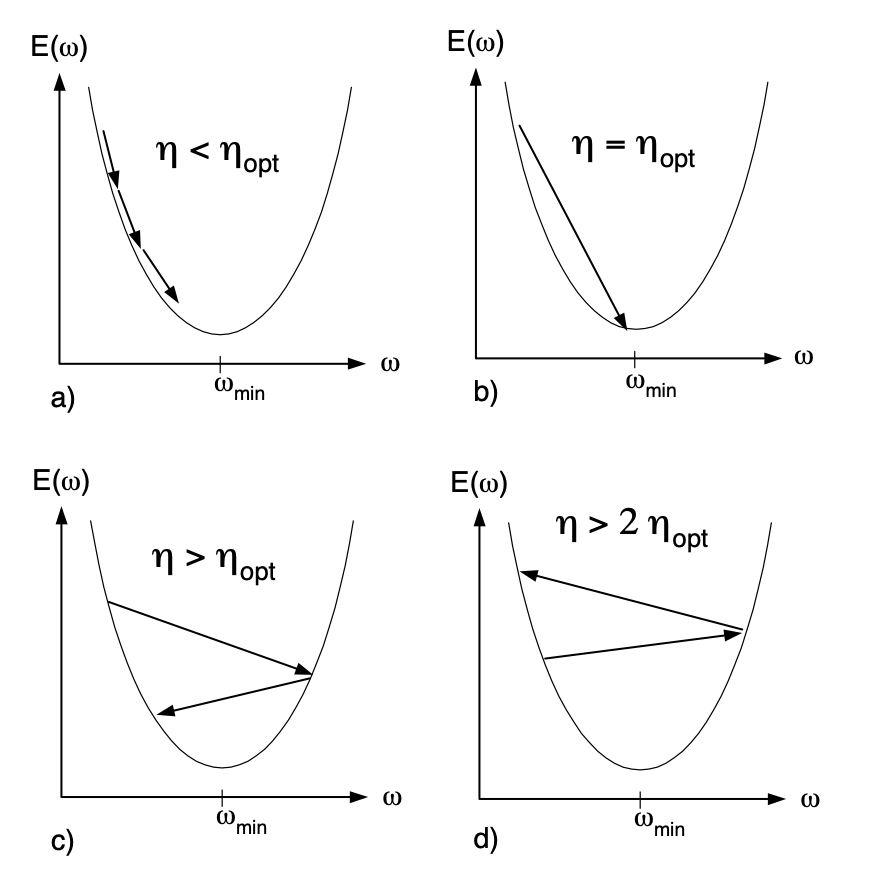 E(ω)
η < ηopt
ω
ωmin
a)
E(ω)
η = ηopt
ω
ωmin
b)
E(ω)
η > ηopt
ω
ωmin
c)
E(ω)
η > 2 ηopt
ω
ωmin
d)